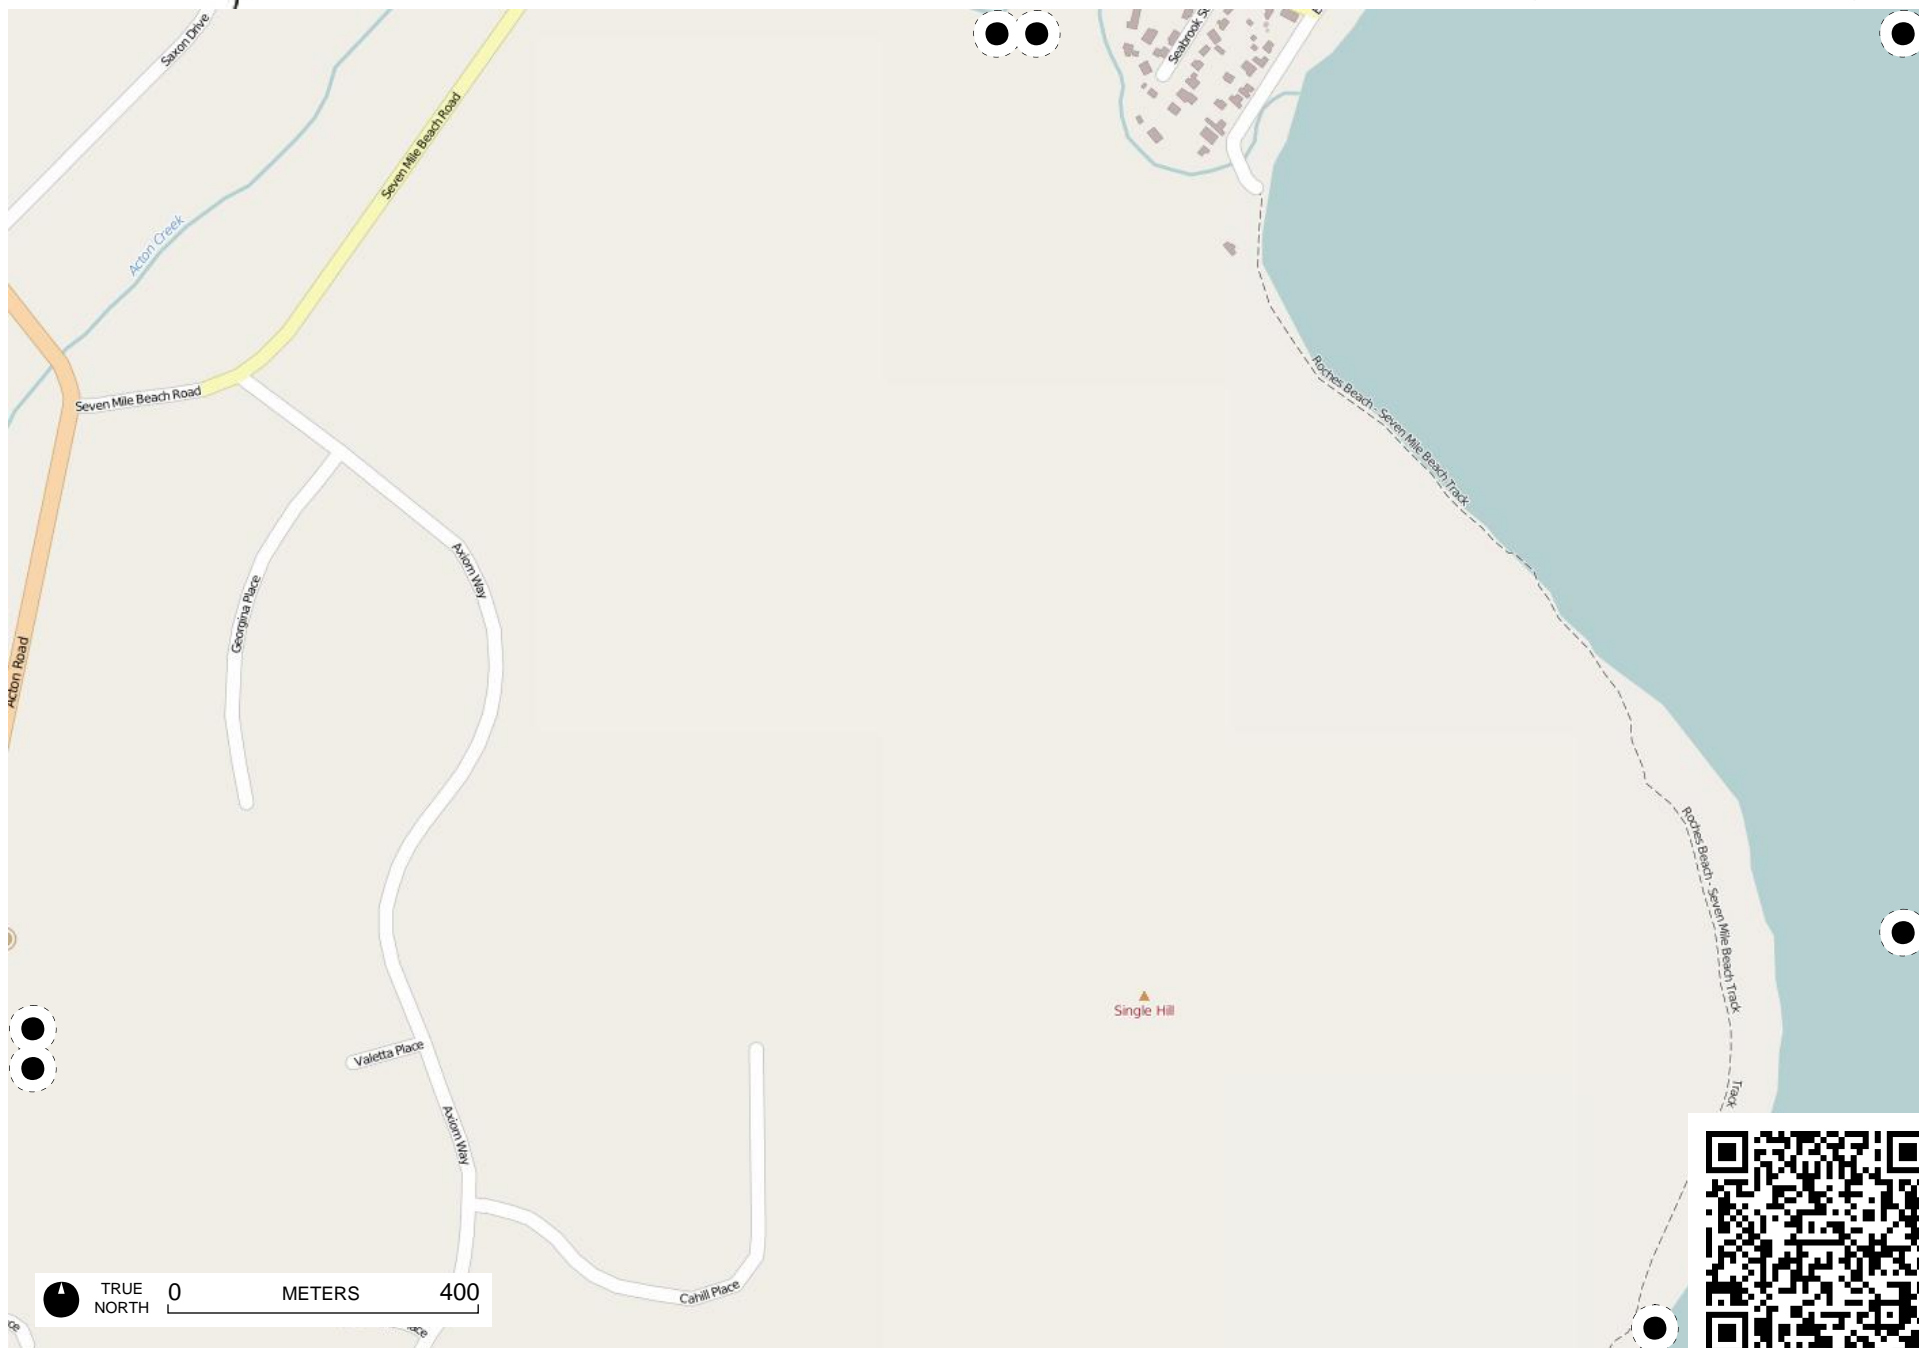 Saxon Drive
Seabrook
Seven Mile Beach Road
Acton Creek
Seven Mile Beach Road
Roches Beach - Seven Mile Beach Track
Axiom Way
Georgina Place
Acton Road
Roches Beach - Seven Mile Beach Track
Single Hill
Valetta Place
Track
Axiom Way
Cahill Place
TRUE
NORTH
0 METERS 400